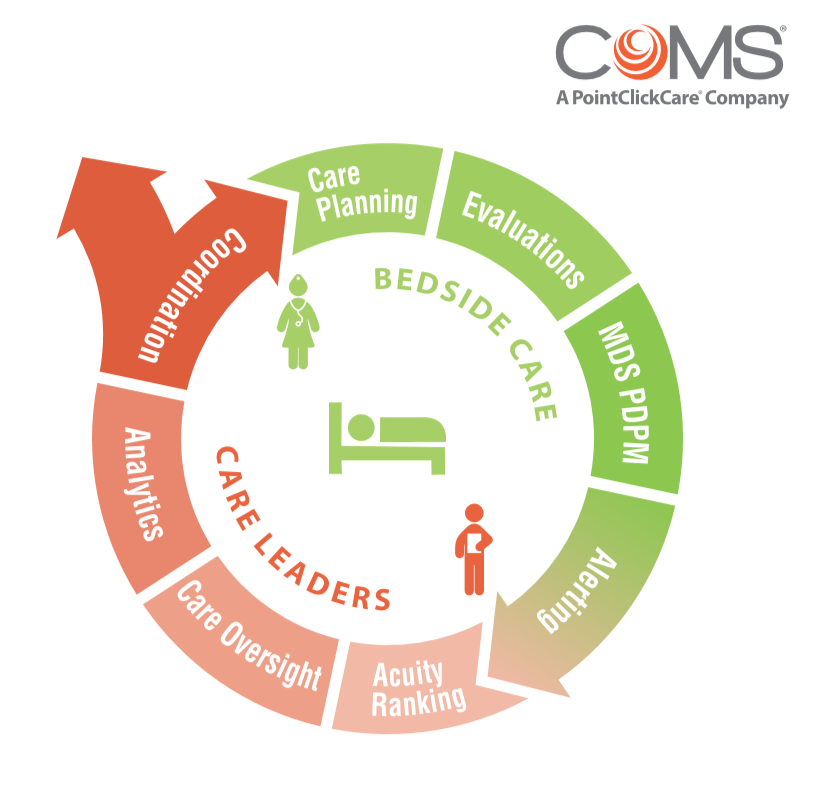 COMS®
A PointClickCare® Company
Care
Planning
Evaluations
MDS PDPM
Alerting
Acuity
Ranking
Care Oversight
Analytics
Coordination
BEDSIDE CARE
CARE LEADERS